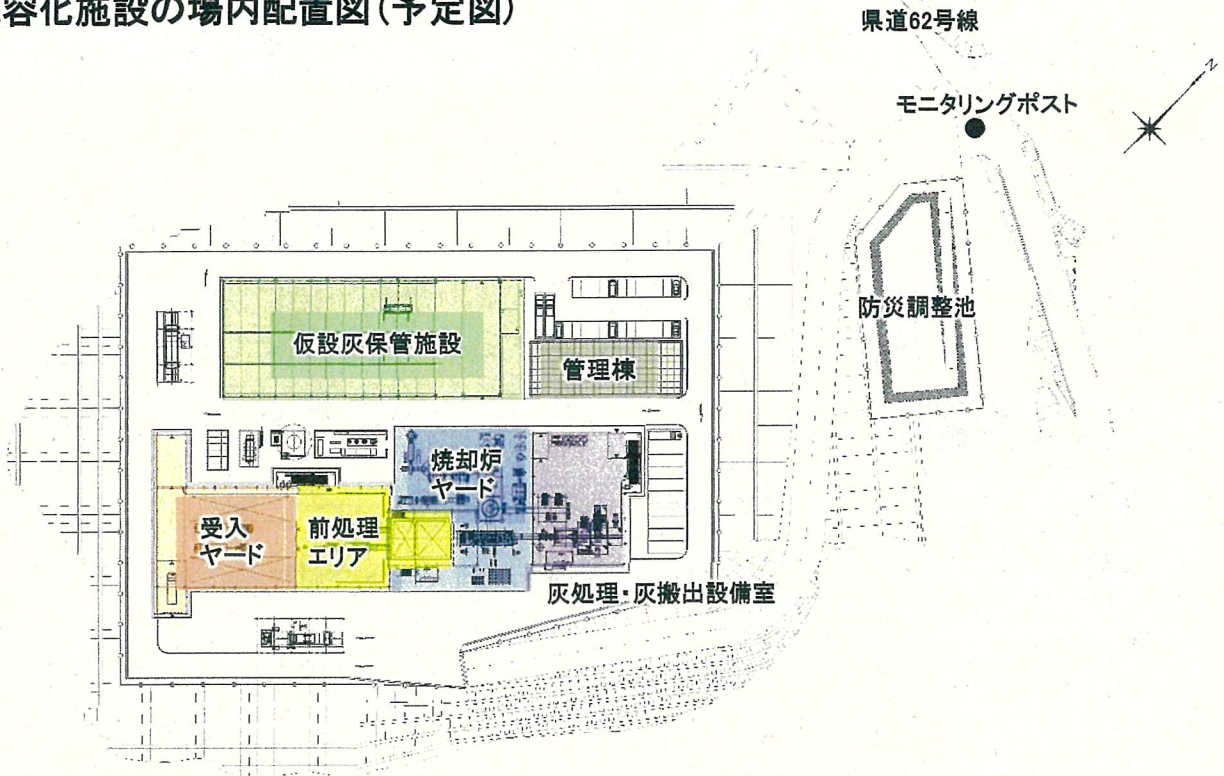 容化施設の場内配置図(予定図)
県道62号線
モニタリングポスト
N
防災調整池
仮設灰保管施設
管理棟
焼却炉
ヤード
受入
ヤード
前処理
エリア
灰処理・灰搬出設備室